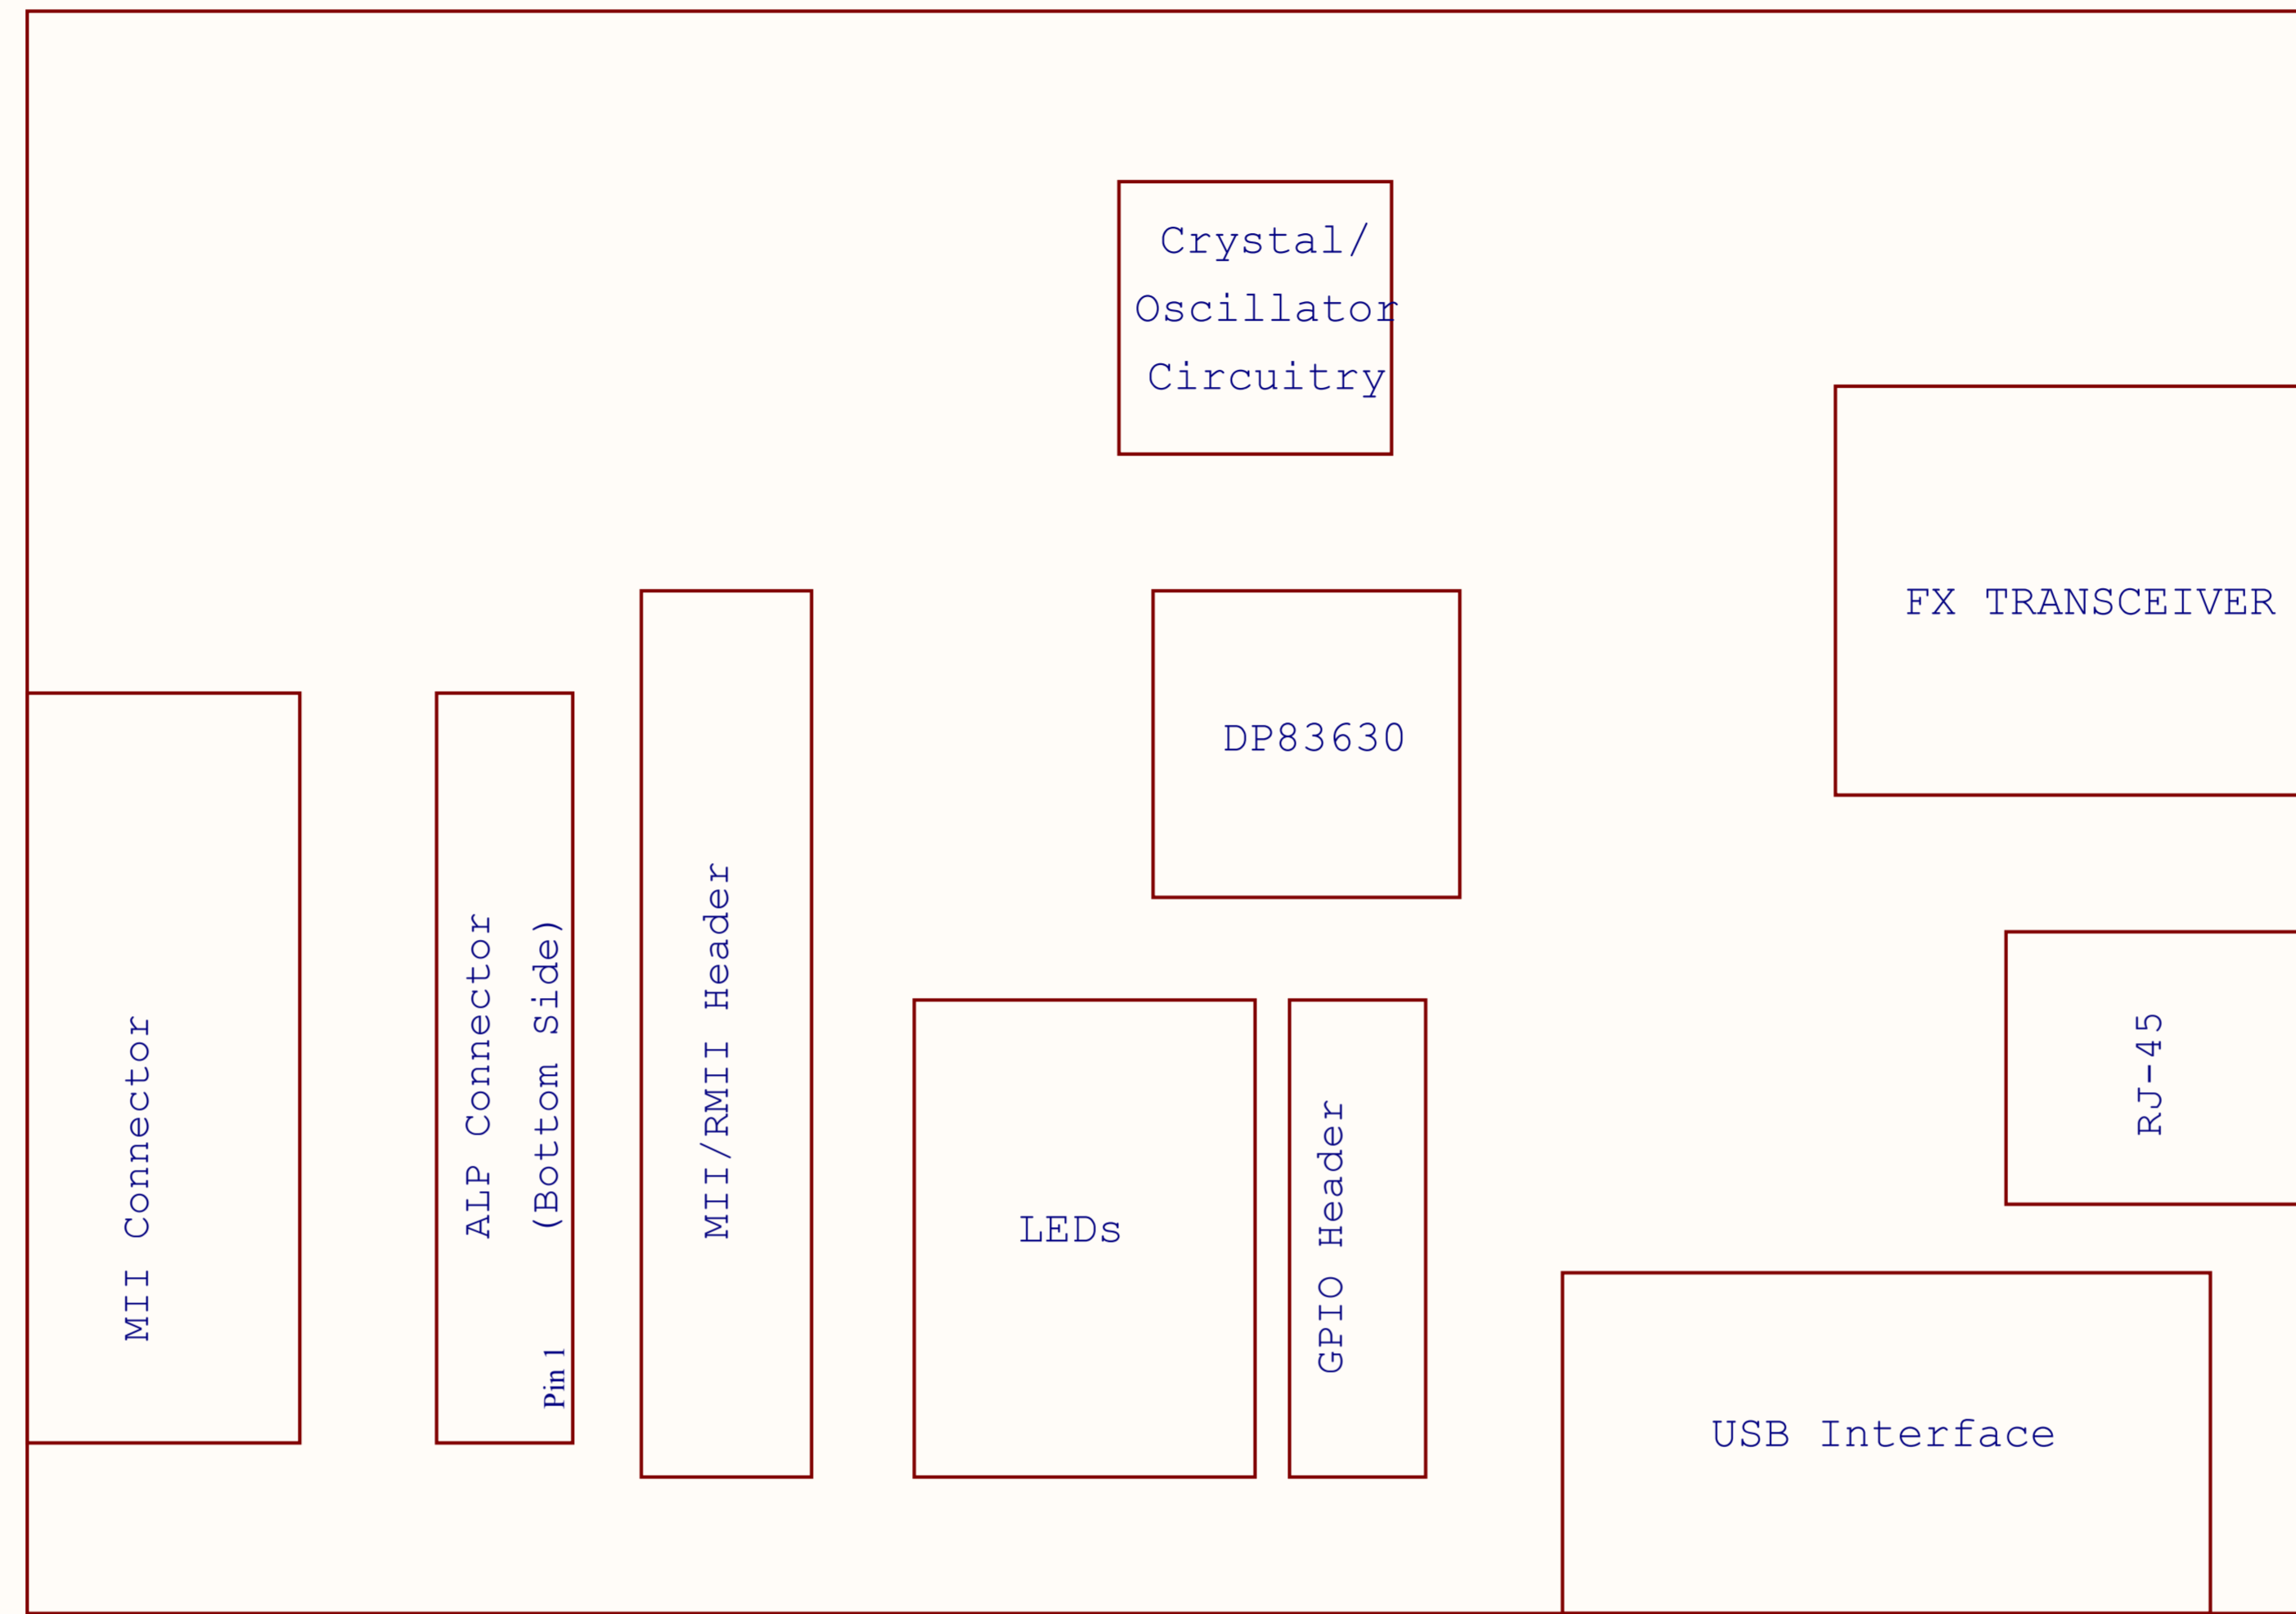 Crystal/
Oscillator
Circuitry
FX TRANSCEIVER
DP83630
MII Connector
ALP Connector
(Bottom Side)
Pin 1
MII/RMII Header
LEDs
GPIO Header
RJ-45
USB Interface